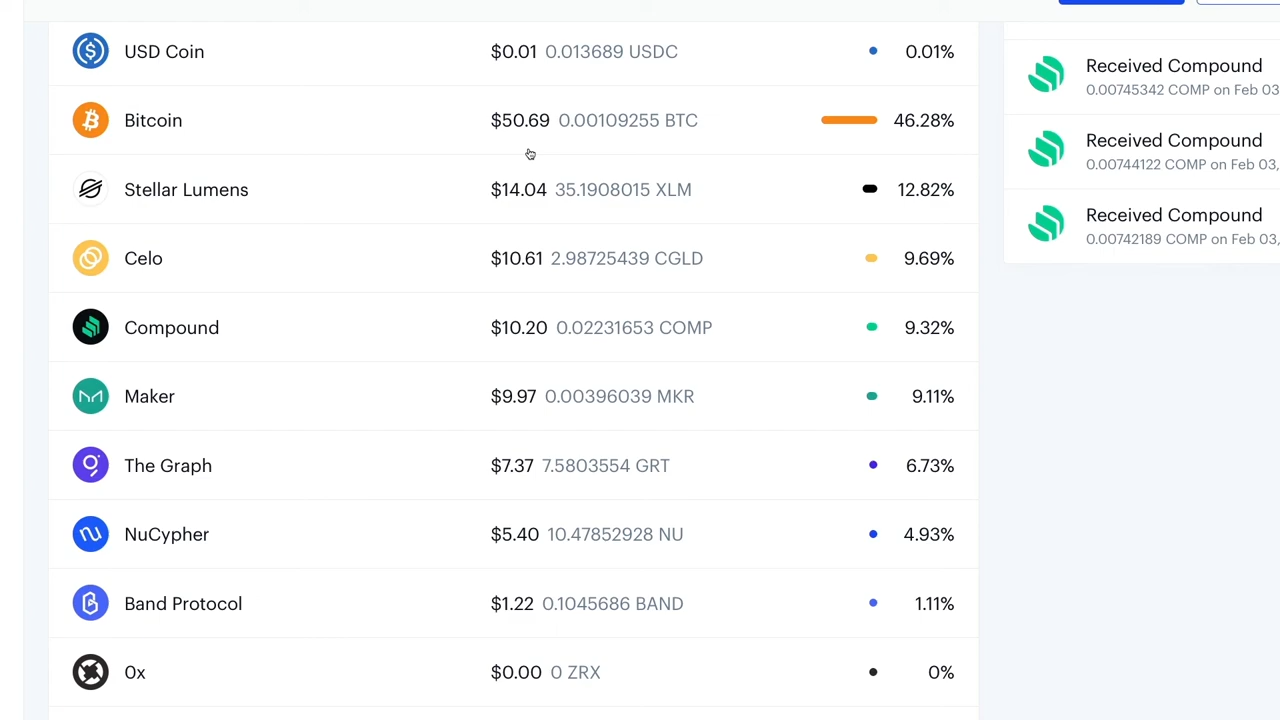 USD Coin $0.01 0.013689 USDC 0.01%
Bitcoin $50.69 0.00109255 BTC 46.28%
Stellar Lumens $14.04 35.1908015 XLM 12.82%
Celo $10.61 2.98725439 CGLD 9.69%
Compound $10.20 0.02231653 COMP 9.32%
Maker $9.97 0.00396039 MKR 9.11%
The Graph $7.37 7.5803554 GRT 6.73%
NuCypher $5.40 10.47852928 NU 4.93%
Band Protocol $1.22 0.1045686 BAND 1.11%
0x $0.00 0 ZRX 0%
Received Compound
0.00745342 COMP on Feb 03
Received Compound
0.00744122 COMP on Feb 03,
Received Compound
0.00742189 COMP on Feb 03,